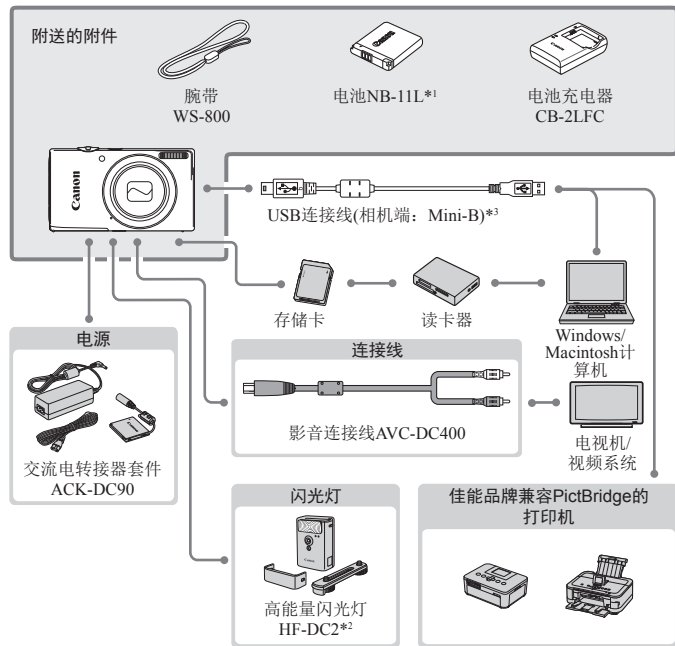 附送的附件
Canon
Canon
腕带
WS-800
电池NB-11L*1
电池充电器
CB-2LFC
Canon
USB连接线(相机端：Mini-B)*3
存储卡
读卡器
Windows/
Macintosh计
算机
电源
交流电转接器套件
ACK-DC90
连接线
影音连接线AVC-DC400
电视机/
视频系统
闪光灯
高能量闪光灯
HF-DC2*2
佳能品牌兼容PictBridge的
打印机